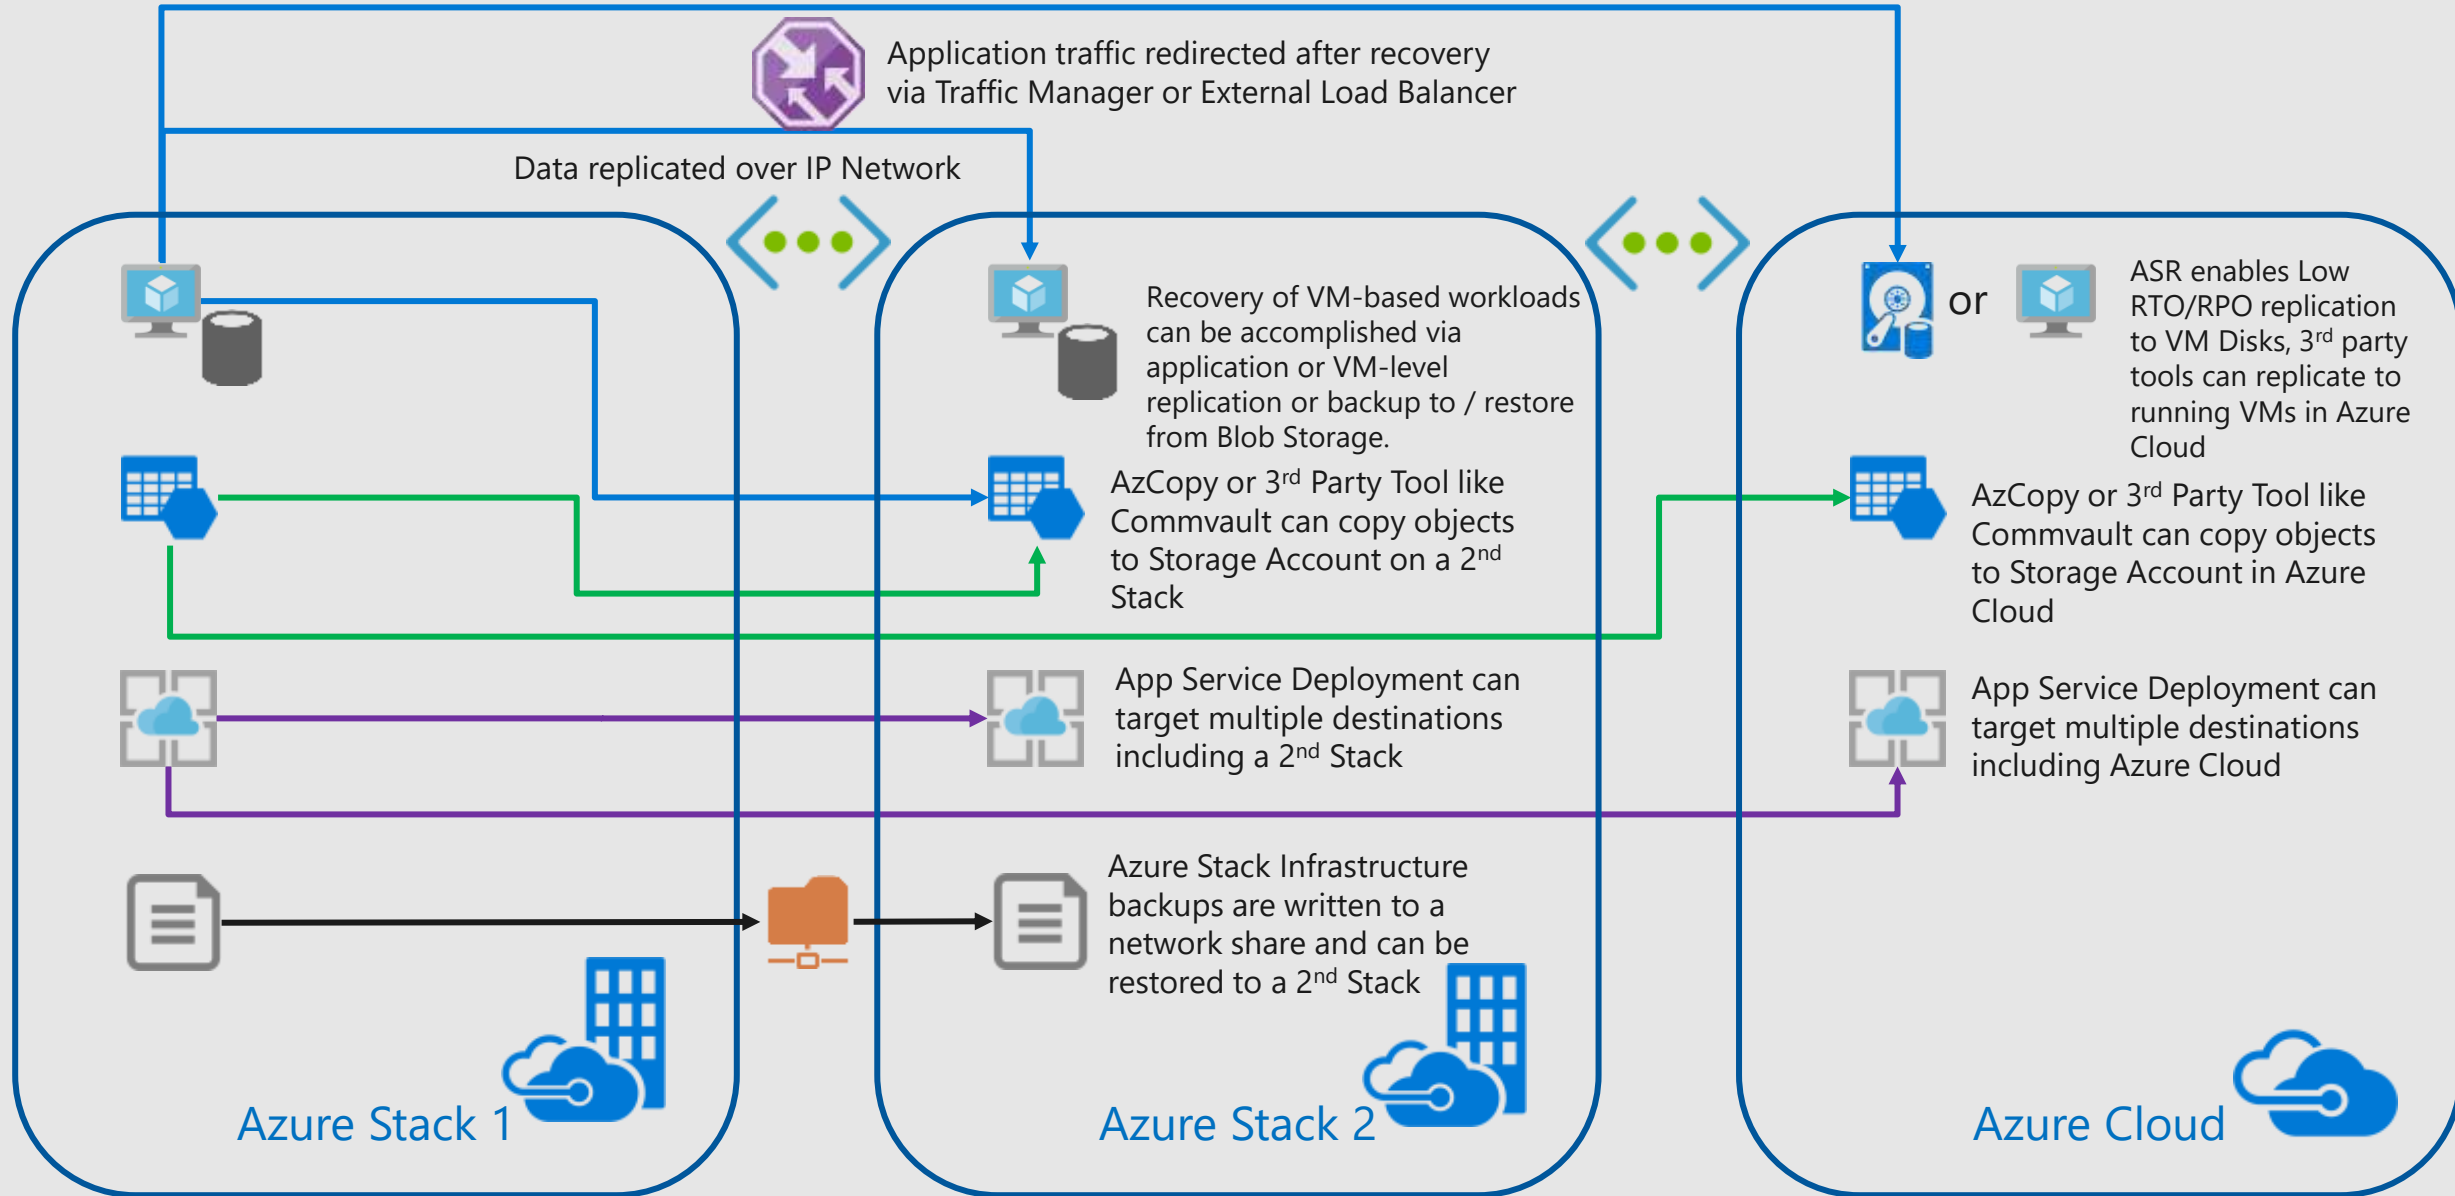 Application traffic redirected after recovery
via Traffic Manager or External Load Balancer
Data replicated over IP Network
Recovery of VM-based workloads
can be accomplished via
application or VM-level
replication or backup to / restore
from Blob Storage.
or
ASR enables Low
RTO/RPO replication
to VM Disks, 3rd party
tools can replicate to
running VMs in Azure
Cloud
AzCopy or 3rd Party Tool like
Commvault can copy objects
to Storage Account on a 2nd
Stack
AzCopy or 3rd Party Tool like
Commvault can copy objects
to Storage Account in Azure
Cloud
App Service Deployment can
target multiple destinations
including a 2nd Stack
App Service Deployment can
target multiple destinations
including Azure Cloud
Azure Stack Infrastructure
backups are written to a
network share and can be
restored to a 2nd Stack
Azure Stack 1
Azure Stack 2
Azure Cloud